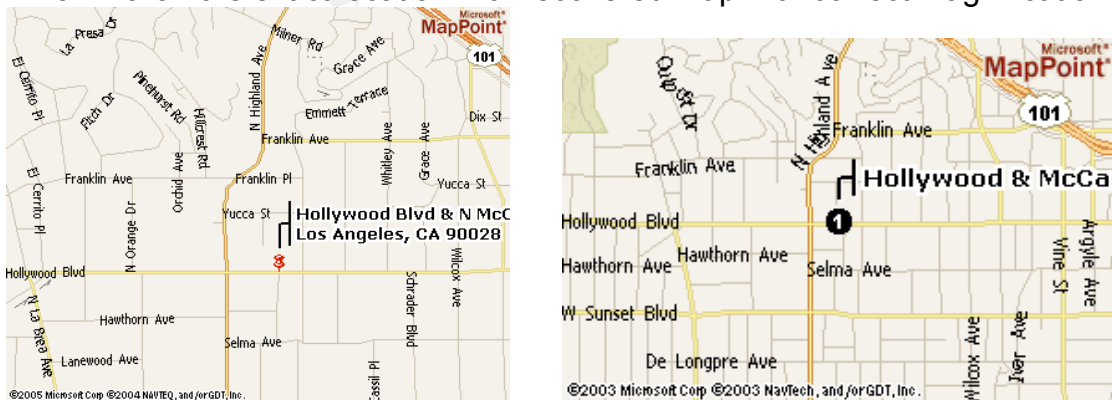 Milner Rd
La Presa Dr
Microsoft®
MapPoint®
101
Grace Ave
El Cerrito Pl
Pinehurst Rd
Fitch Dr
Hillcrest Rd
N Highland Ave
Emmett Terrace
Dix St
Franklin Ave
Whitley Ave
Grace Ave
El Cerrito Pl
Franklin Ave
Orchid Ave
Franklin Pl
Yucca St
N Orange Dr
Yucca St
Hollywood Blvd & N McC
Los Angeles, CA 90028
Hollywood Blvd
Schrader Blvd
Wilcox Ave
N La Brea Ave
Hawthorn Ave
Selma Ave
Lanewood Ave
©2005 Microsoft Corp ©2004 NAVTEQ, and/or GDT, Inc.
Microsoft®
MapPoint®
101
Franklin Ave
Franklin Ave
Hollywood & McCa
Hollywood Blvd
1
Hawthorn Ave
Hawthorn Ave
Selma Ave
Vine St
Argyle Ave
W Sunset Blvd
De Longpre Ave
Wilcox Ave
Ivar Ave
©2003 Microsoft Corp ©2003 NavTech, and/or GDT, Inc.